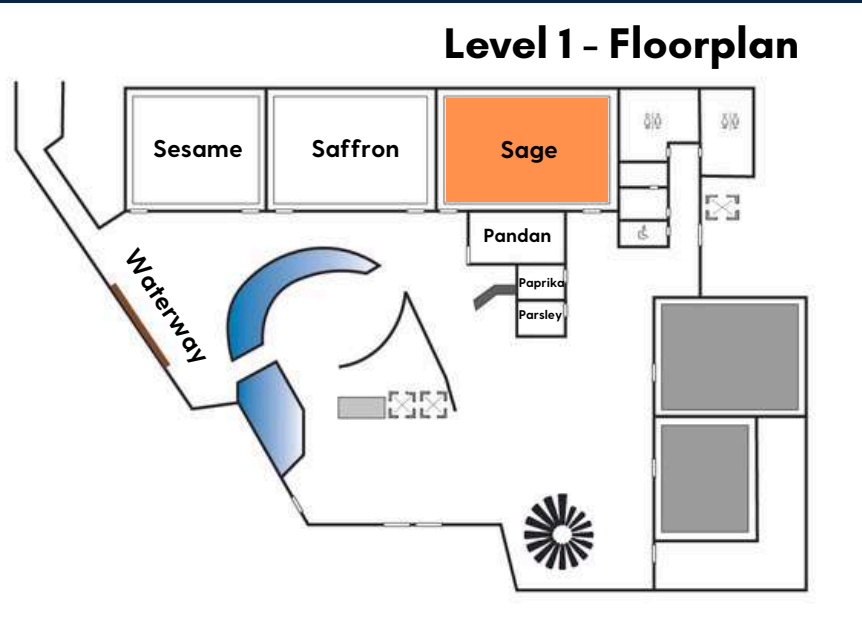 Level 1 - Floorplan
Sesame
Saffron
Sage
Pandan
Waterway
Paprika
Parsley